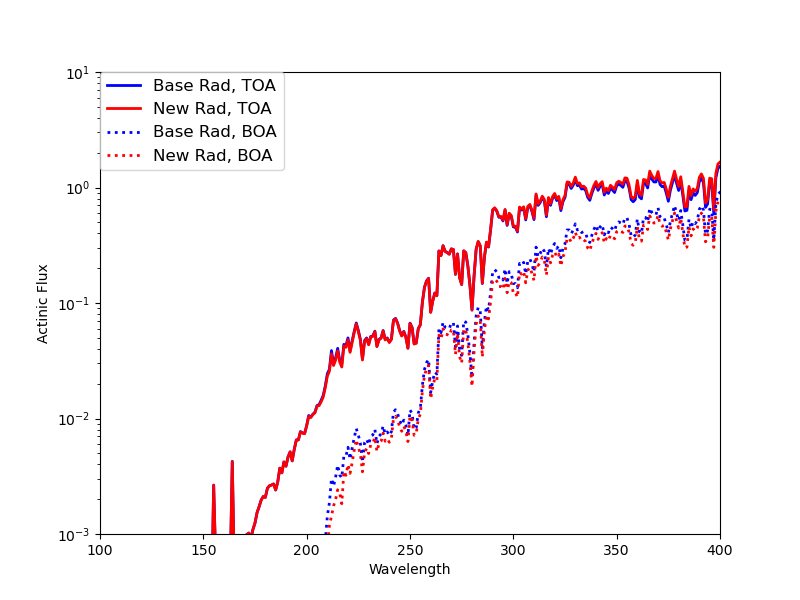 10¹
Base Rad, TOA
New Rad, TOA
Base Rad, BOA
New Rad, BOA
10⁰
10⁻¹
10⁻²
10⁻³
Actinic Flux
100 150 200 250 300 350 400
Wavelength